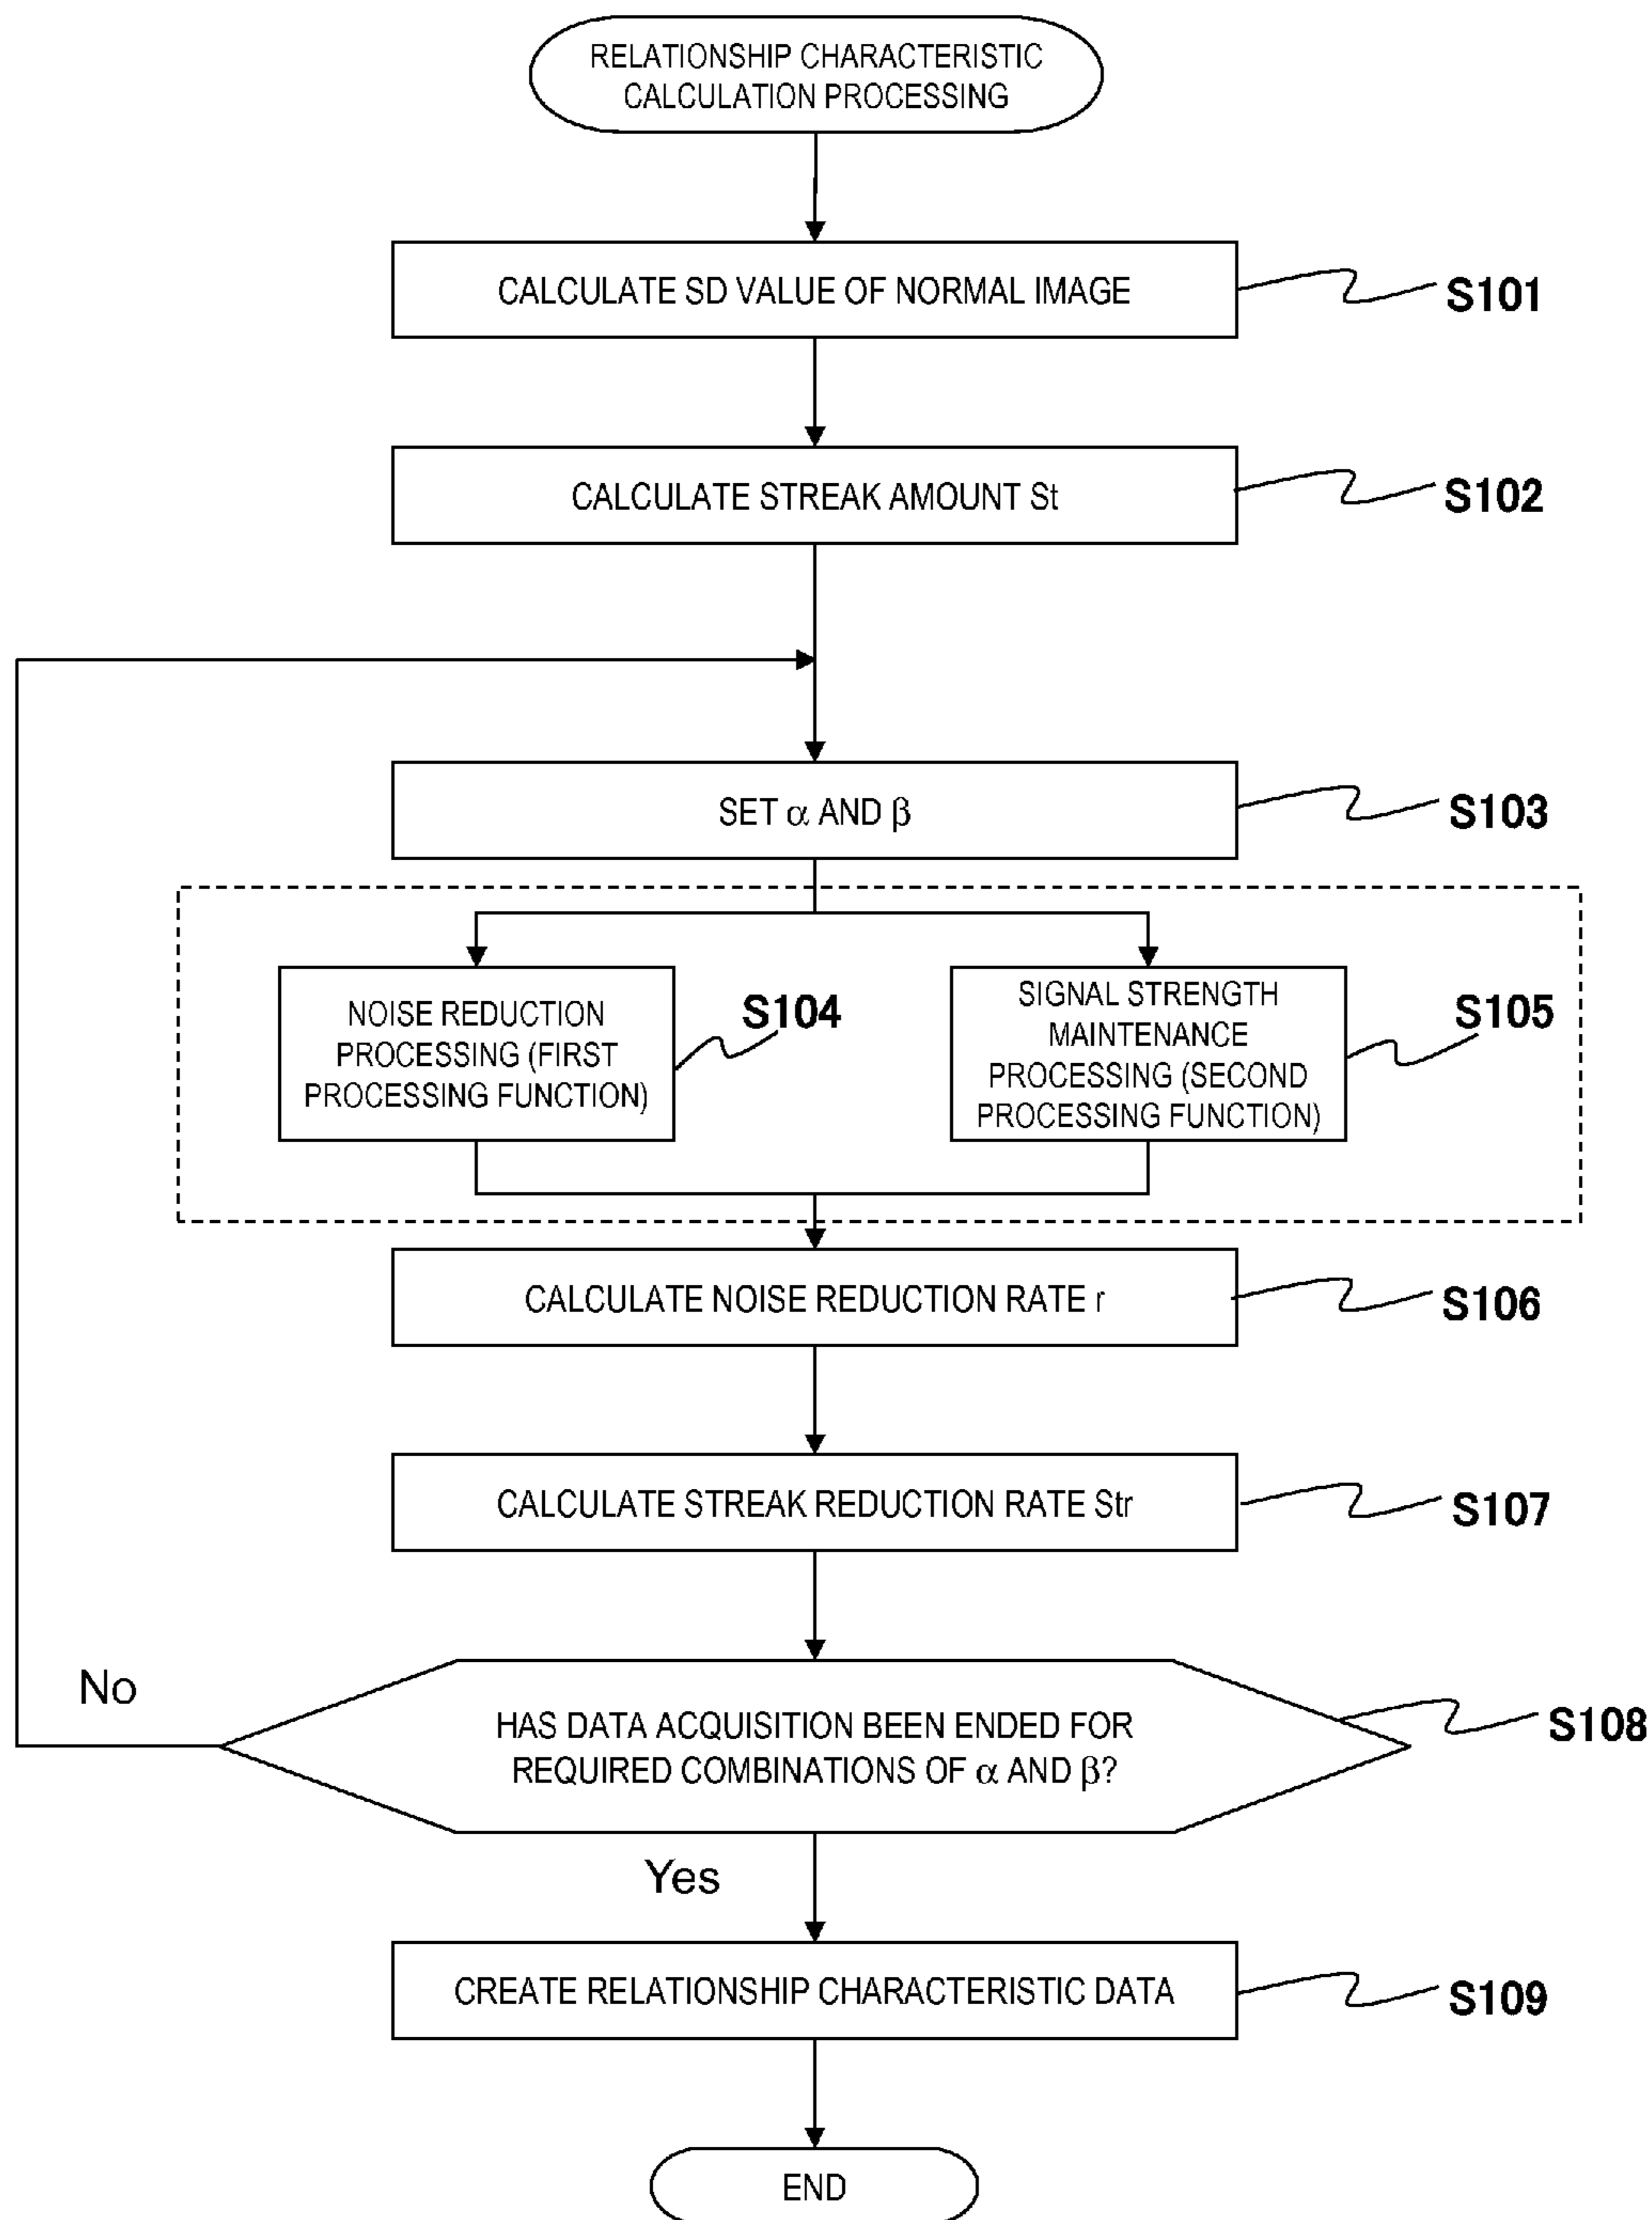 RELATIONSHIP CHARACTERISTIC
CALCULATION PROCESSING
CALCULATE SD VALUE OF NORMAL IMAGE
S101
CALCULATE STREAK AMOUNT St
S102
SET α AND β
S103
NOISE REDUCTION
PROCESSING (FIRST
PROCESSING FUNCTION)
S104
SIGNAL STRENGTH
MAINTENANCE
PROCESSING (SECOND
PROCESSING FUNCTION)
S105
CALCULATE NOISE REDUCTION RATE r
S106
CALCULATE STREAK REDUCTION RATE Str
S107
No
HAS DATA ACQUISITION BEEN ENDED FOR
REQUIRED COMBINATIONS OF α AND β?
S108
Yes
CREATE RELATIONSHIP CHARACTERISTIC DATA
S109
END